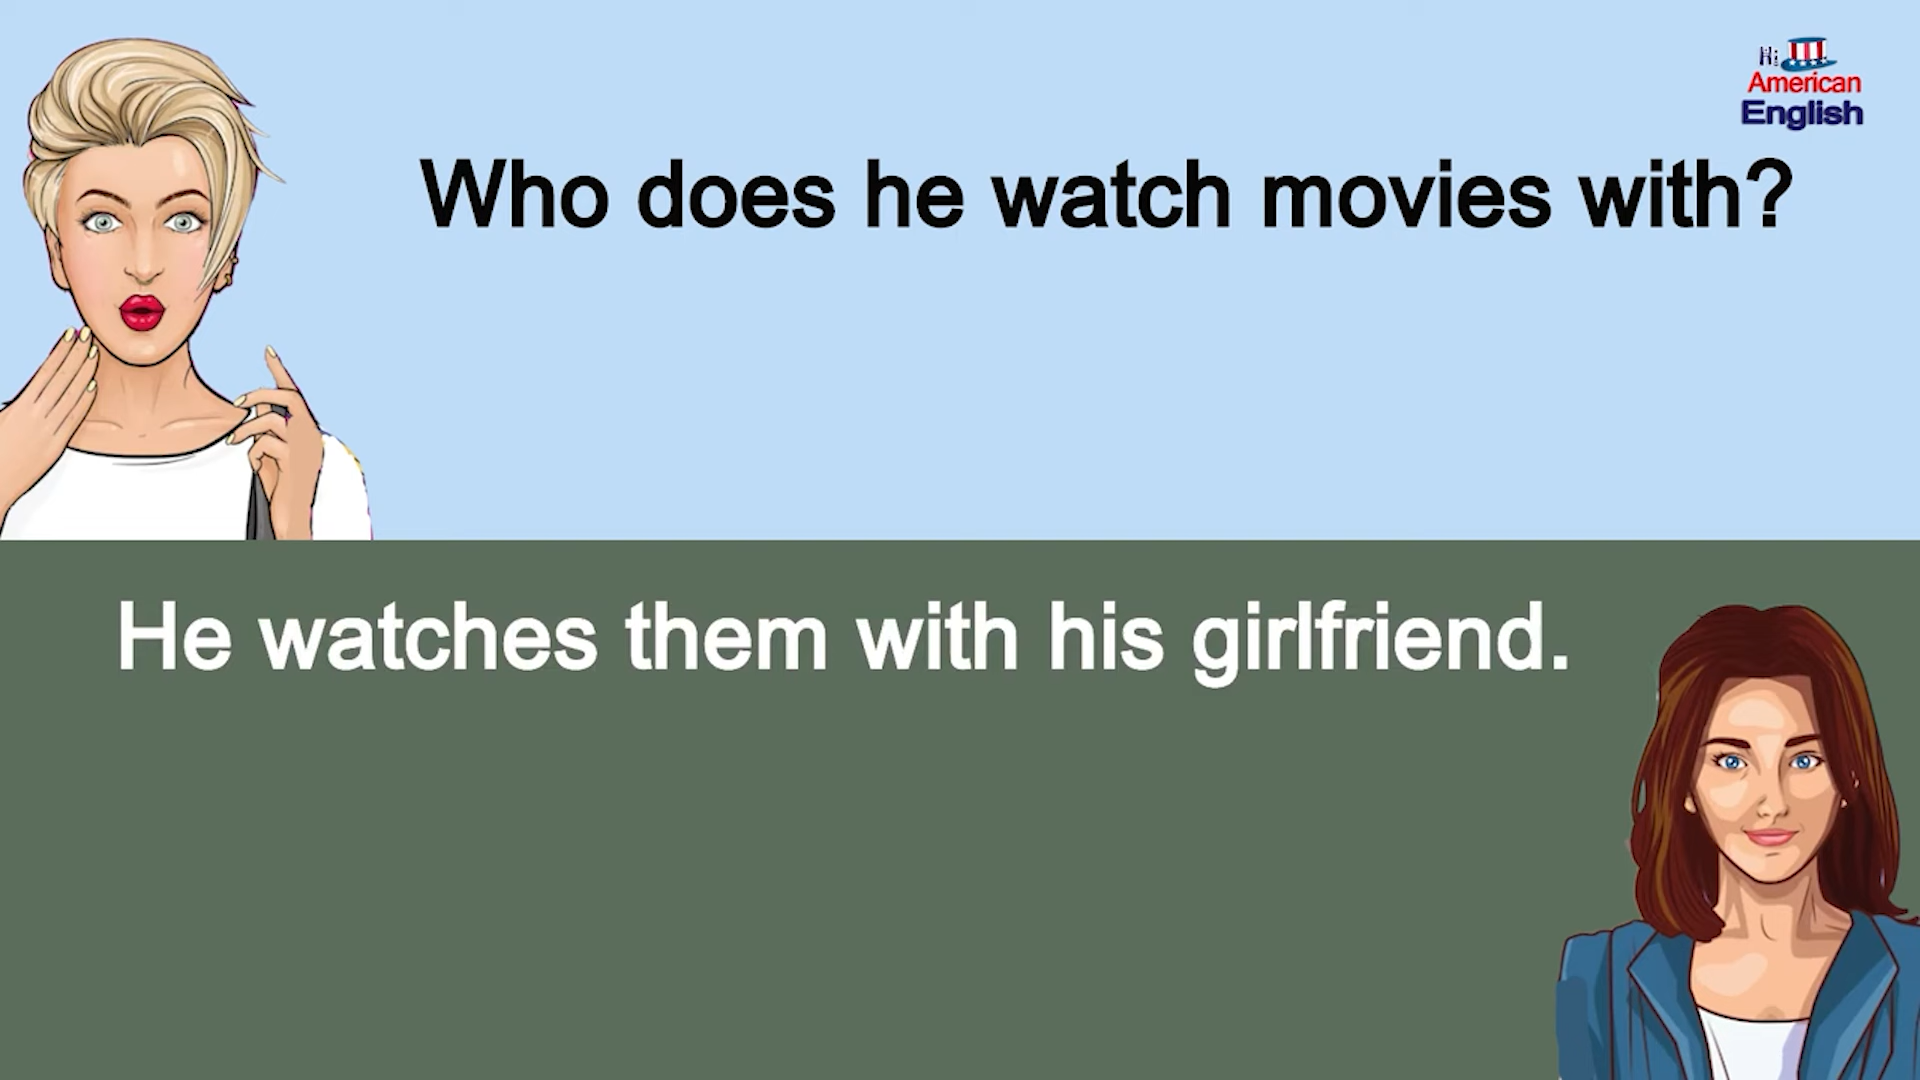 Hi
American
English
Who does he watch movies with?
He watches them with his girlfriend.